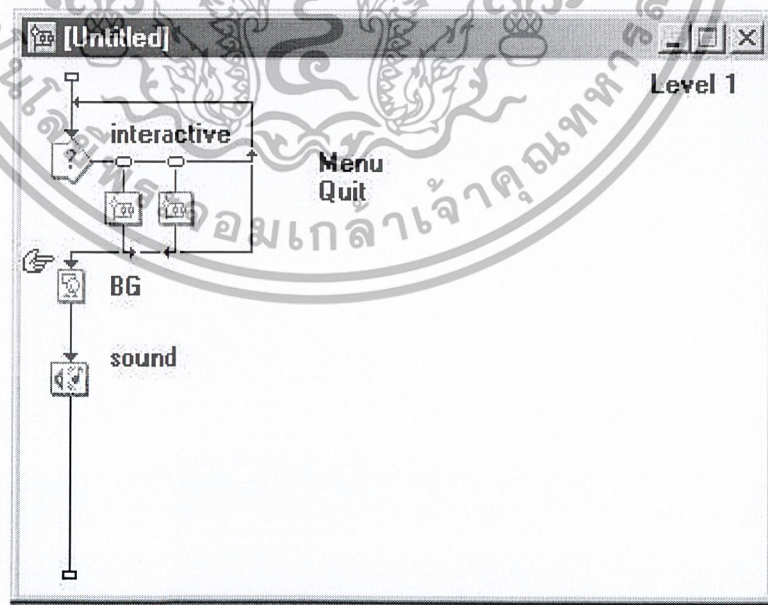 [Untitled]
Level 1
interactive
Menu
Quit
BG
sound